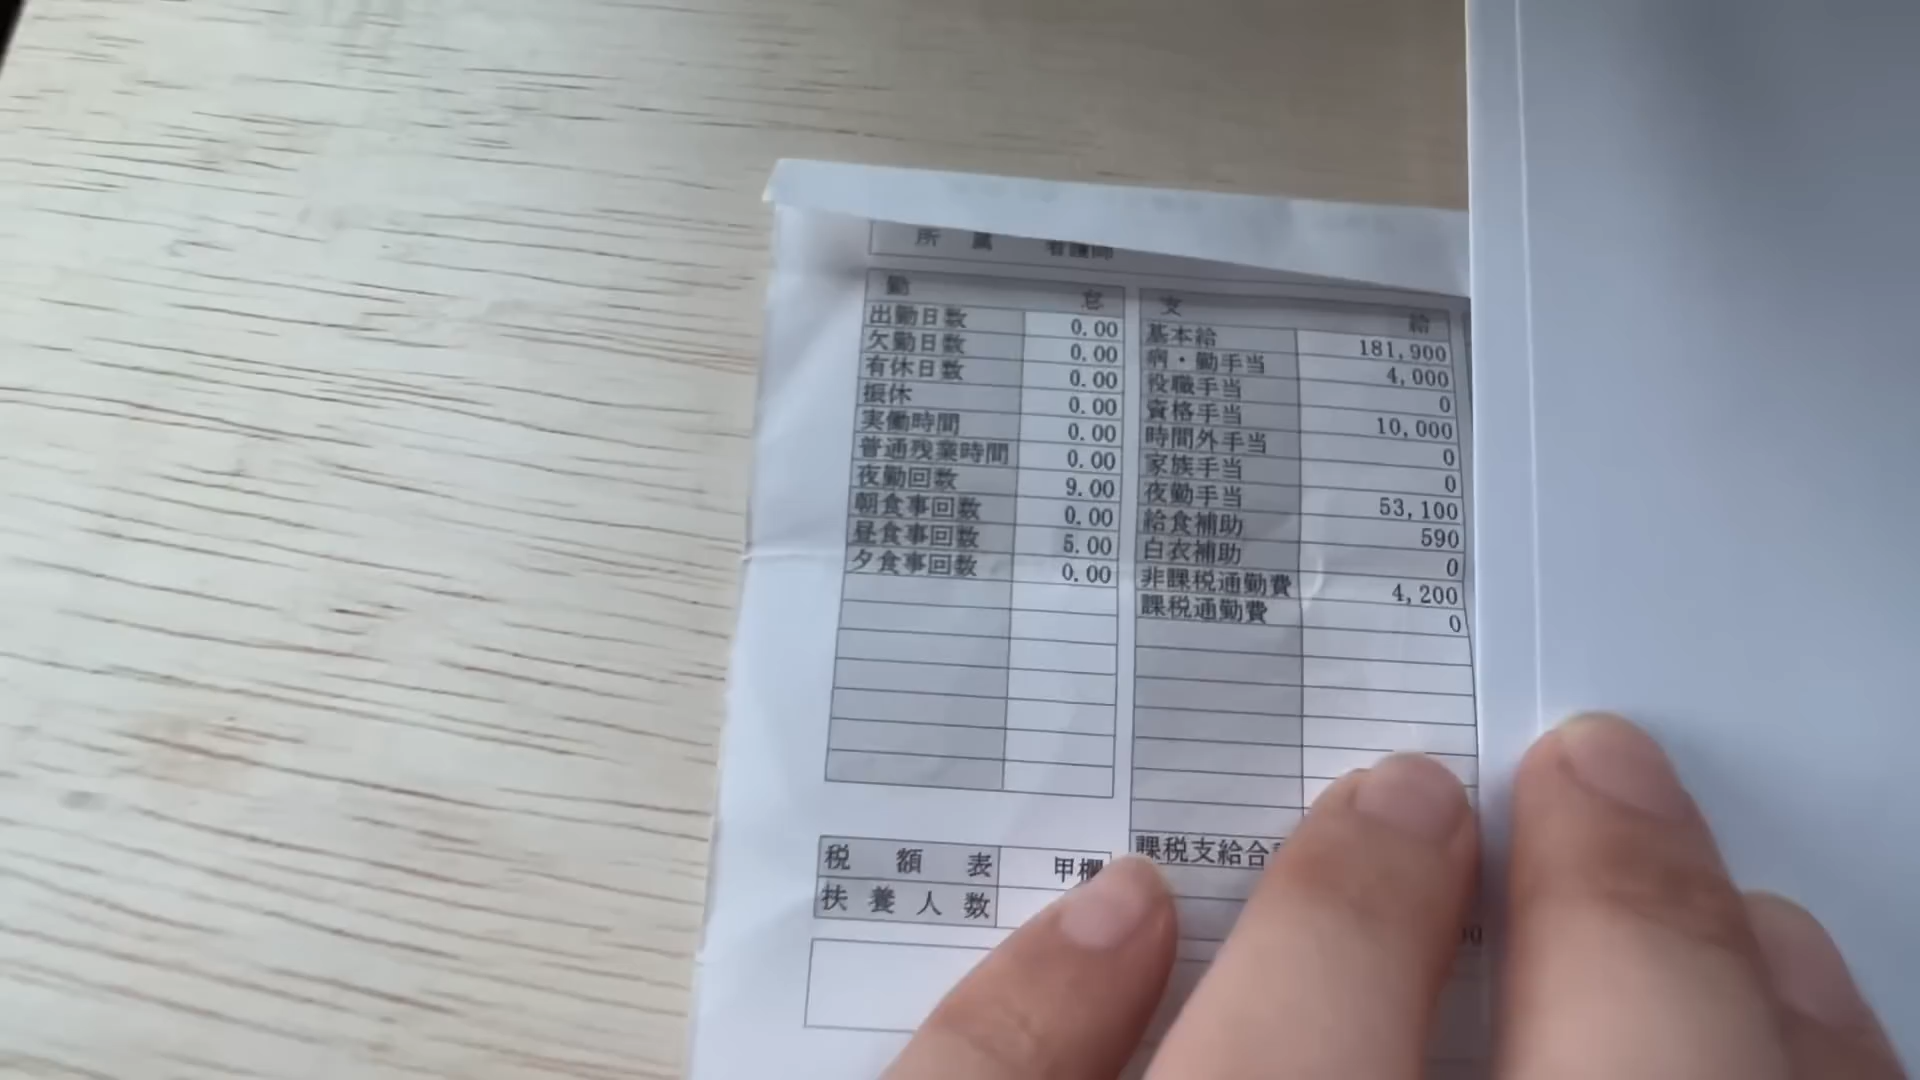 所 属 看護師
勤 怠
出勤日数 0.00
欠勤日数 0.00
有休日数 0.00
振休 0.00
実働時間 0.00
普通残業時間 0.00
夜勤回数 9.00
朝食事回数 0.00
昼食事回数 5.00
夕食事回数 0.00
税額表 甲欄
扶養人数
支 給
基本給 181,900
病・勤手当 4,000
役職手当 0
資格手当 10,000
時間外手当 0
家族手当 0
夜勤手当 53,100
給食補助 590
白衣補助 0
非課税通勤費 4,200
課税通勤費 0
課税支給合